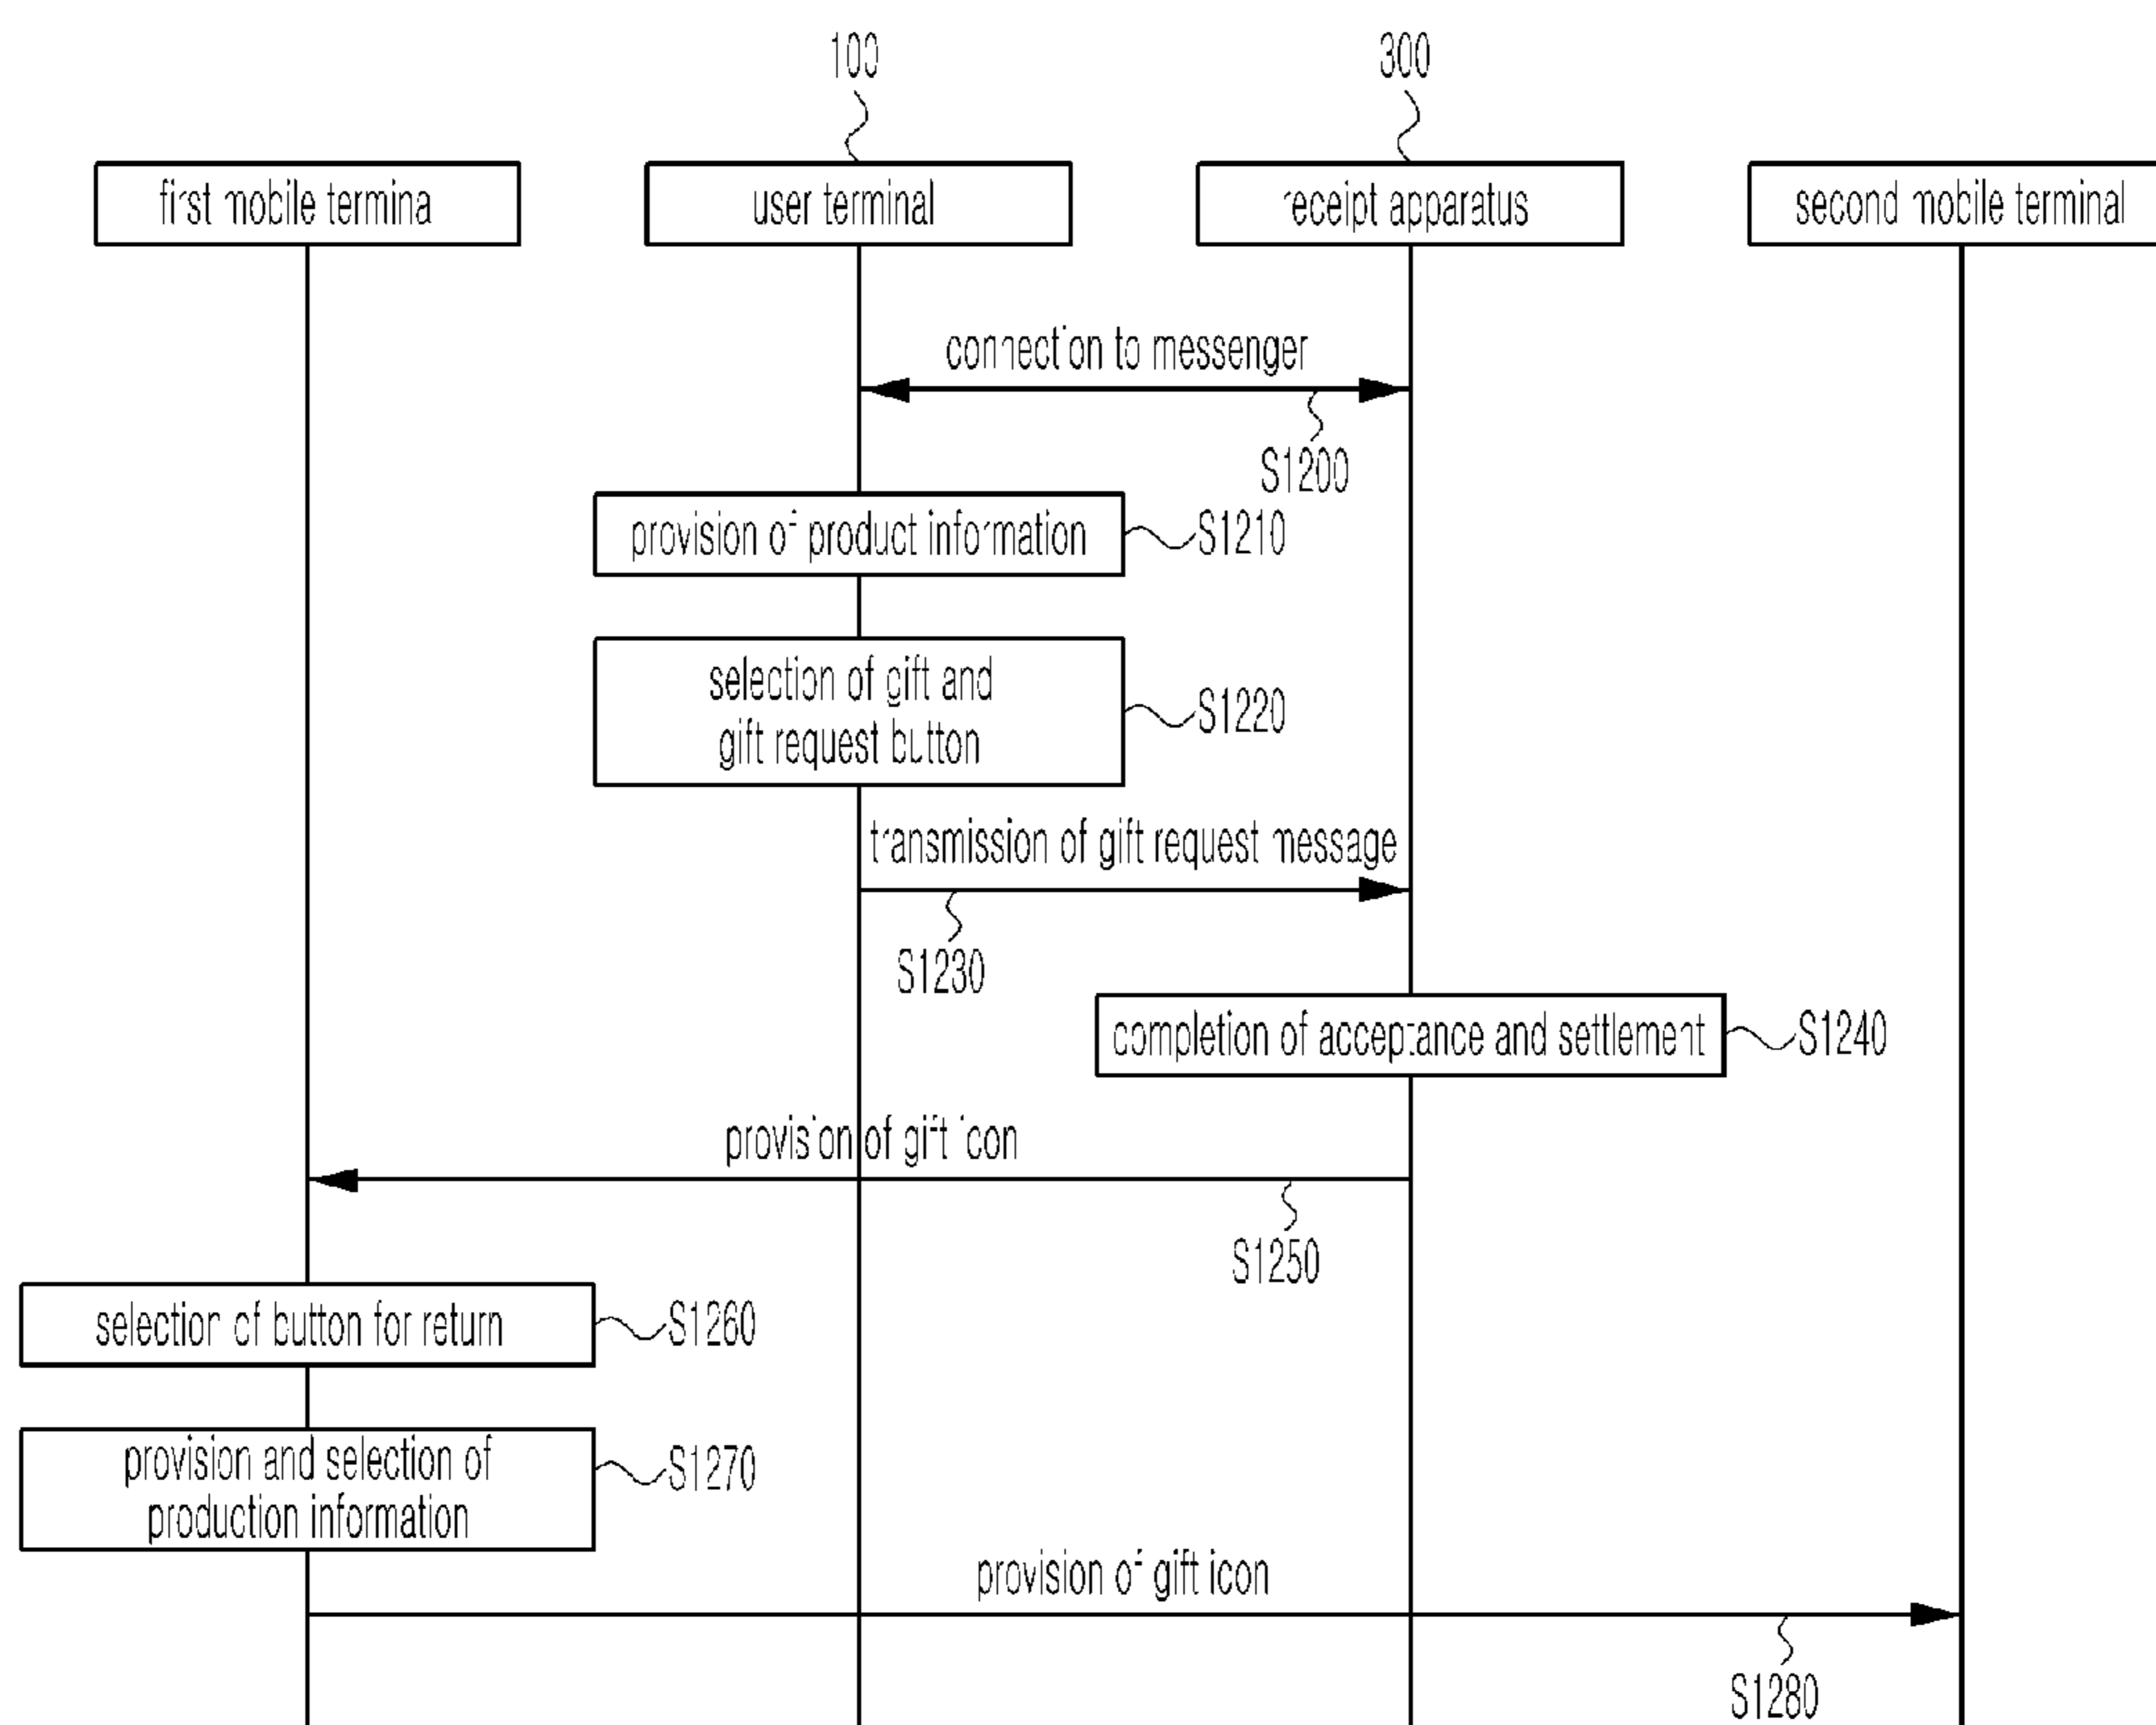 100
300
first mobile termina
user terminal
receipt apparatus
second mobile terminal
connection to messenger
S1200
provision of product information
S1210
selection of gift and
gift request button
S1220
transmission of gift request message
S1230
completion of acceptance and settlement
S1240
provision of gift icon
S1250
selection of button for return
S1260
provision and selection of
production information
S1270
provision of gift icon
S1280